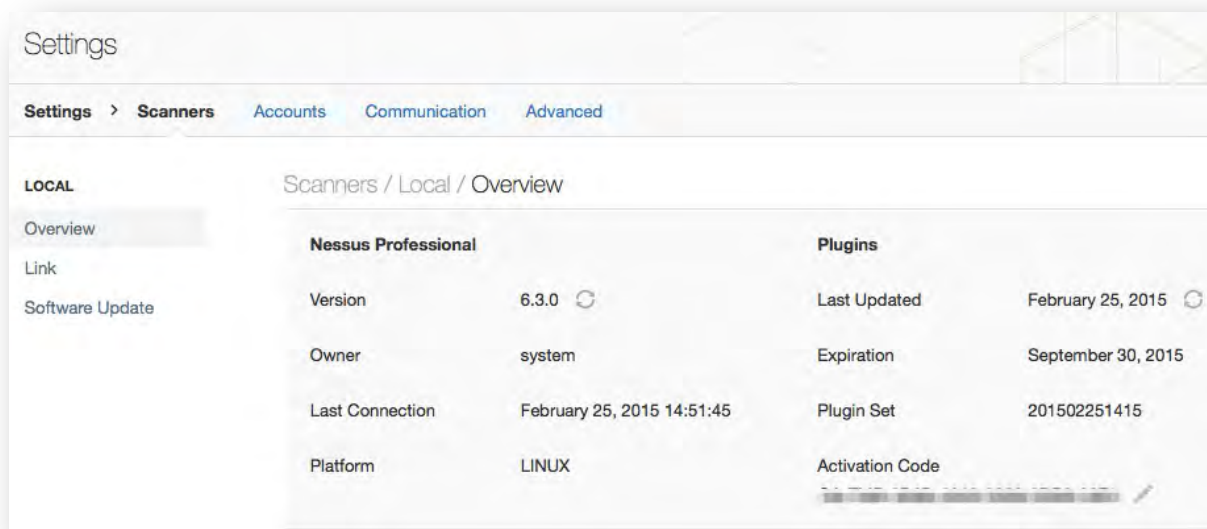 Settings
Settings > Scanners Accounts Communication Advanced
LOCAL
Overview
Link
Software Update
Scanners / Local / Overview
Nessus Professional
Version 6.3.0
Owner system
Last Connection February 25, 2015 14:51:45
Platform LINUX
Plugins
Last Updated February 25, 2015
Expiration September 30, 2015
Plugin Set 201502251415
Activation Code